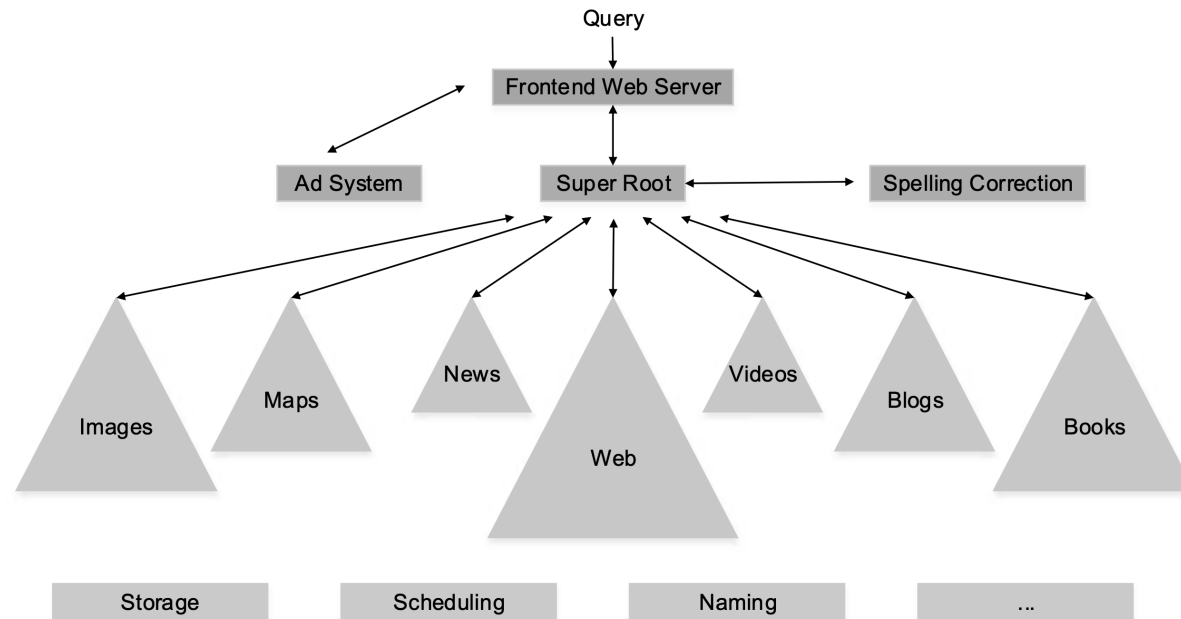 Query
Frontend Web Server
Ad System
Super Root
Spelling Correction
Images
Maps
News
Web
Videos
Blogs
Books
Storage
Scheduling
Naming
...